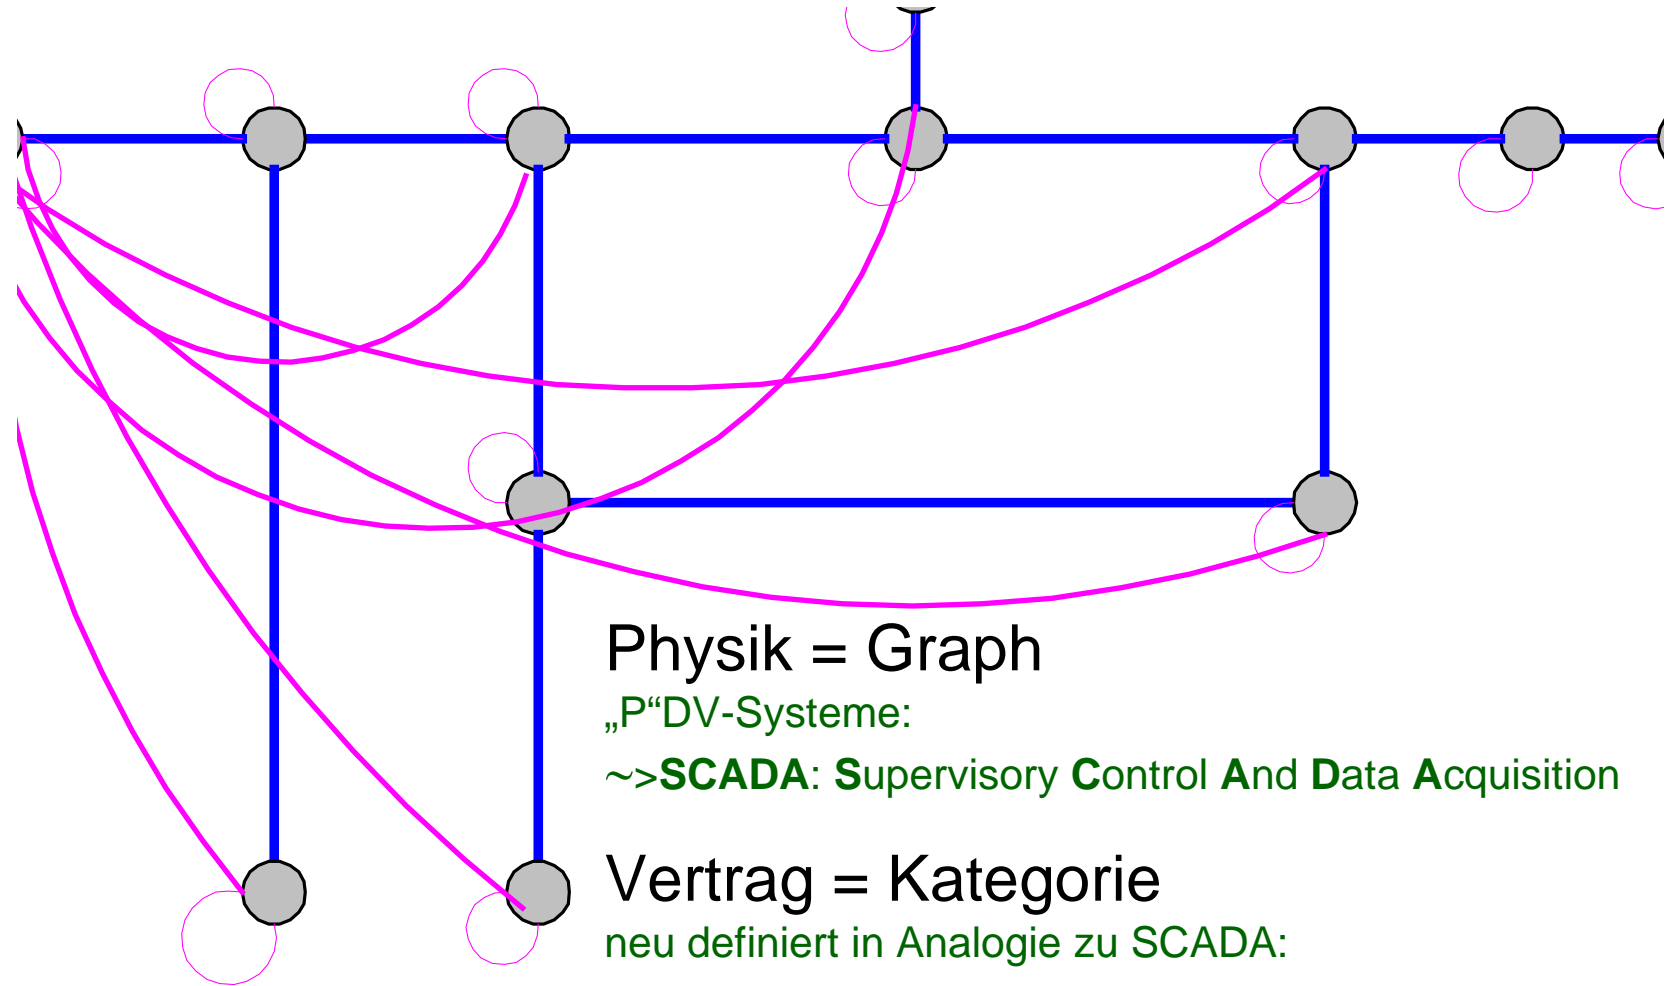 Physik = Graph
„P“DV-Systeme:
~>SCADA: Supervisory Control And Data Acquisition
Vertrag = Kategorie
neu definiert in Analogie zu SCADA: